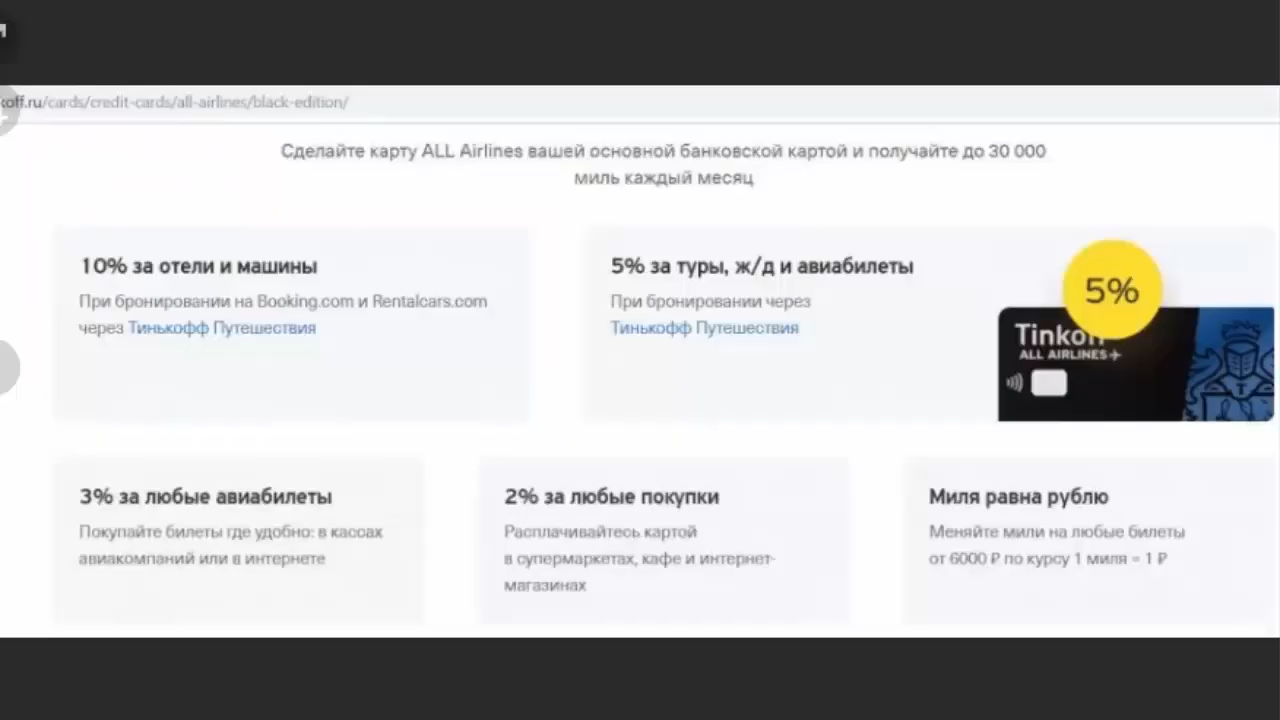 koff.ru/cards/credit-cards/all-airlines/black-edition/
Сделайте карту ALL Airlines вашей основной банковской картой и получайте до 30 000
миль каждый месяц
10% за отели и машины
При бронировании на Booking.com и Rentalcars.com
через Тинькофф Путешествия
5% за туры, ж/д и авиабилеты
При бронировании через
Тинькофф Путешествия
5%
Tinkoff
ALL AIRLINES
3% за любые авиабилеты
Покупайте билеты где удобно: в кассах
авиакомпаний или в интернете
2% за любые покупки
Расплачивайтесь картой
в супермаркетах, кафе и интернет-
магазинах
Миля равна рублю
Меняйте мили на любые билеты
от 6000 ₽ по курсу 1 миля = 1 ₽